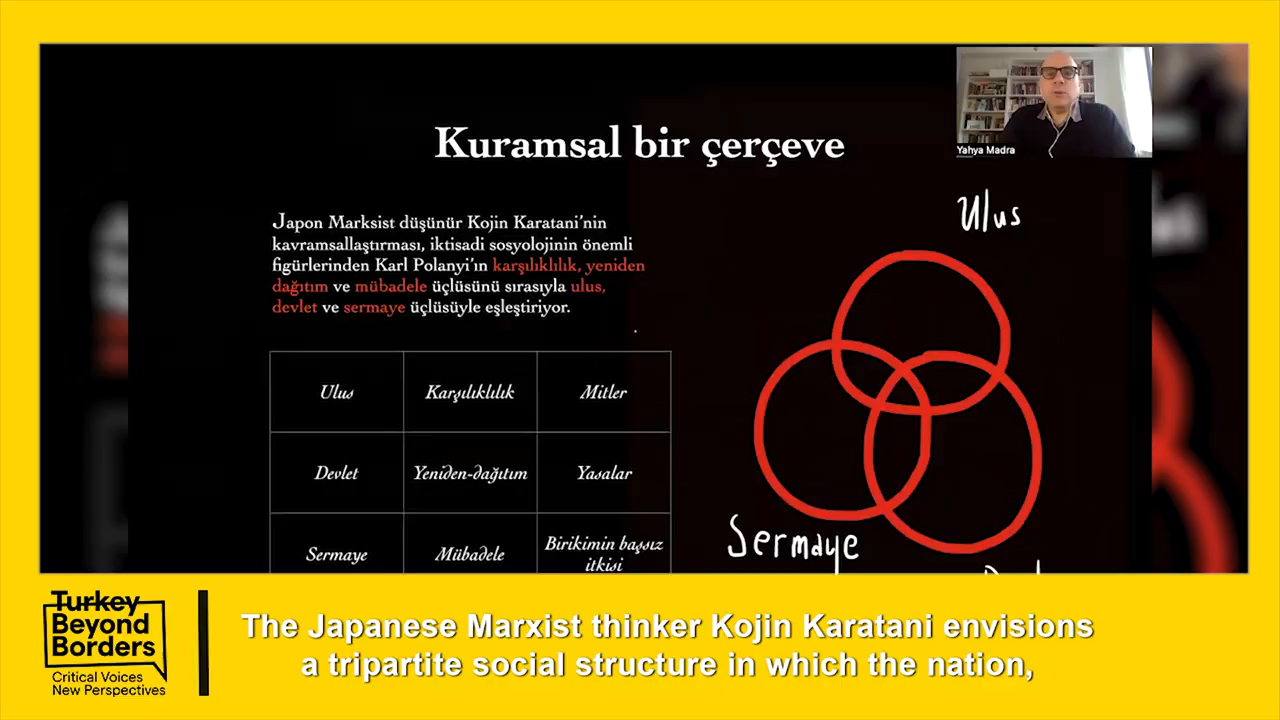 Kuramsal bir çerçeve
Yahya Madra
Japon Marksist düşünür Kojin Karatani'nin
kavramsallaştırması, iktisadi sosyolojinin önemli
figürlerinden Karl Polanyi'ın karşılıklılık, yeniden
dağıtım ve mübadele üçlüsünü sırasıyla ulus,
devlet ve sermaye üçlüsüyle eşleştiriyor.
Ulus
Karşılıklılık
Mitler
Devlet
Yeniden-dağıtım
Yasalar
Sermaye
Mübadele
Birikimin başsız
itkisi
Ulus
Sermaye
Turkey
Beyond
Borders
Critical Voices
New Perspectives
The Japanese Marxist thinker Kojin Karatani envisions
a tripartite social structure in which the nation,